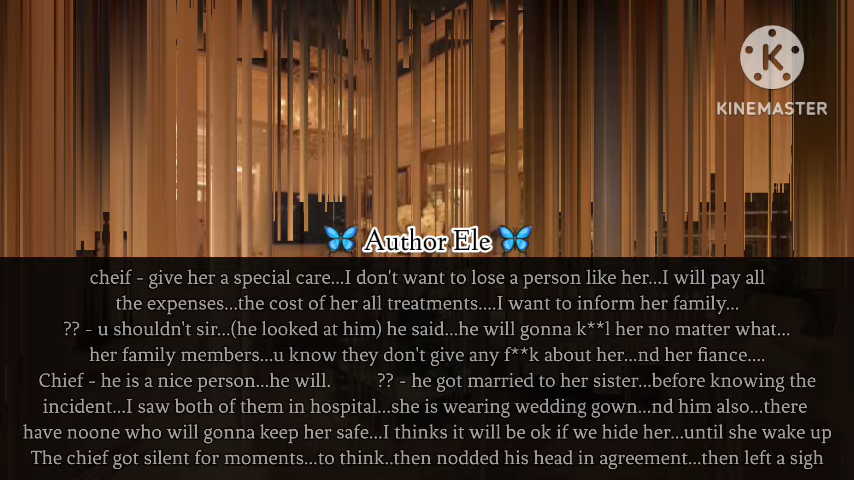 KINEMASTER
🦋 Author Ele 🦋
cheif - give her a special care...I don't want to lose a person like her...I will pay all
the expenses...the cost of her all treatments....I want to inform her family...
?? - u shouldn't sir...(he looked at him) he said...he will gonna k**l her no matter what...
her family members...u know they don't give any f**k about her...nd her fiance....
Chief - he is a nice person...he will. ?? - he got married to her sister...before knowing the
incident...I saw both of them in hospital...she is wearing wedding gown...nd him also...there
have noone who will gonna keep her safe...I thinks it will be ok if we hide her...until she wake up
The chief got silent for moments...to think..then nodded his head in agreement...then left a sigh